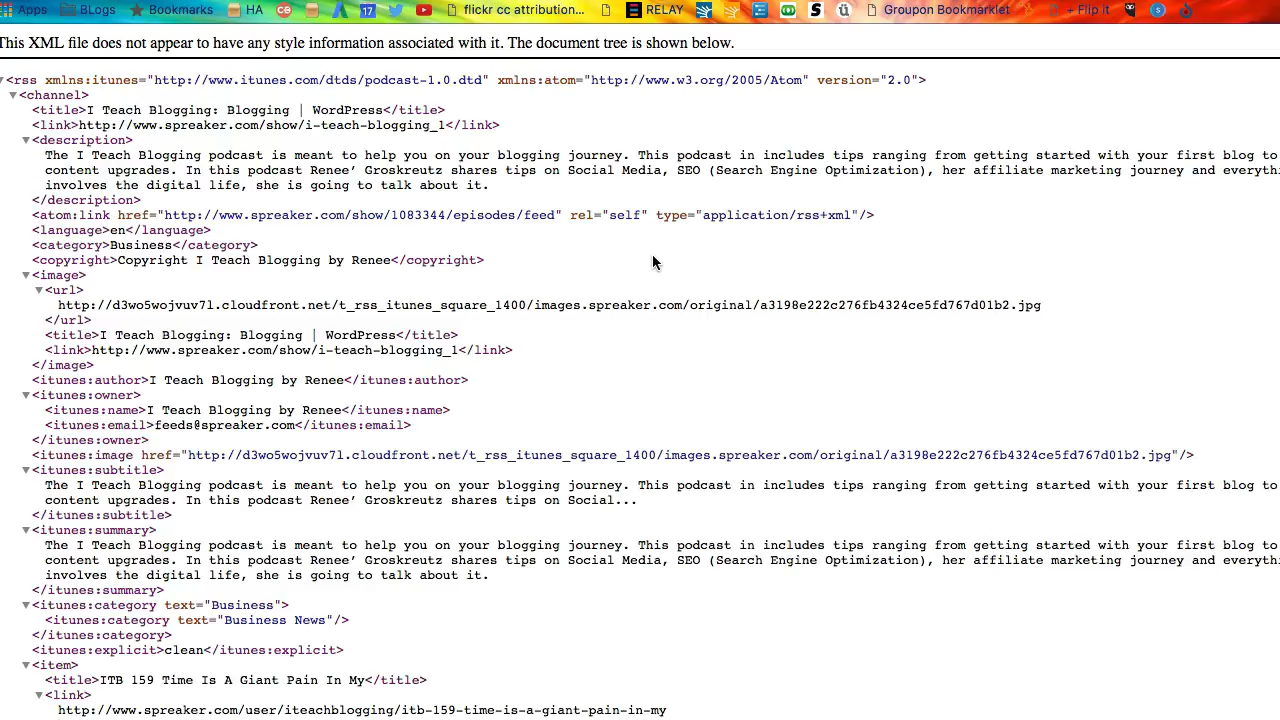 Apps BLogs Bookmarks HA 17 flickr cc attribution... RELAY S ü Groupon Bookmarklet + Flip it
This XML file does not appear to have any style information associated with it. The document tree is shown below.
<rss xmlns:itunes="http://www.itunes.com/dtds/podcast-1.0.dtd" xmlns:atom="http://www.w3.org/2005/Atom" version="2.0">
<channel>
<title>I Teach Blogging: Blogging | WordPress</title>
<link>http://www.spreaker.com/show/i-teach-blogging_1</link>
<description>
The I Teach Blogging podcast is meant to help you on your blogging journey. This podcast in includes tips ranging from getting started with your first blog to
content upgrades. In this podcast Renee’ Groskreutz shares tips on Social Media, SEO (Search Engine Optimization), her affiliate marketing journey and everythi
involves the digital life, she is going to talk about it.
</description>
<atom:link href="http://www.spreaker.com/show/1083344/episodes/feed" rel="self" type="application/rss+xml"/>
<language>en</language>
<category>Business</category>
<copyright>Copyright I Teach Blogging by Renee</copyright>
<image>
<url>
http://d3wo5wojvuv7l.cloudfront.net/t_rss_itunes_square_1400/images.spreaker.com/original/a3198e222c276fb4324ce5fd767d01b2.jpg
</url>
<title>I Teach Blogging: Blogging | WordPress</title>
<link>http://www.spreaker.com/show/i-teach-blogging_1</link>
</image>
<itunes:author>I Teach Blogging by Renee</itunes:author>
<itunes:owner>
<itunes:name>I Teach Blogging by Renee</itunes:name>
<itunes:email>feeds@spreaker.com</itunes:email>
</itunes:owner>
<itunes:image href="http://d3wo5wojvuv7l.cloudfront.net/t_rss_itunes_square_1400/images.spreaker.com/original/a3198e222c276fb4324ce5fd767d01b2.jpg"/>
<itunes:subtitle>
The I Teach Blogging podcast is meant to help you on your blogging journey. This podcast in includes tips ranging from getting started with your first blog to
content upgrades. In this podcast Renee’ Groskreutz shares tips on Social...
</itunes:subtitle>
<itunes:summary>
The I Teach Blogging podcast is meant to help you on your blogging journey. This podcast in includes tips ranging from getting started with your first blog to
content upgrades. In this podcast Renee’ Groskreutz shares tips on Social Media, SEO (Search Engine Optimization), her affiliate marketing journey and everythi
involves the digital life, she is going to talk about it.
</itunes:summary>
<itunes:category text="Business">
<itunes:category text="Business News"/>
</itunes:category>
<itunes:explicit>clean</itunes:explicit>
<item>
<title>ITB 159 Time Is A Giant Pain In My</title>
<link>
http://www.spreaker.com/user/iteachblogging/itb-159-time-is-a-giant-pain-in-my